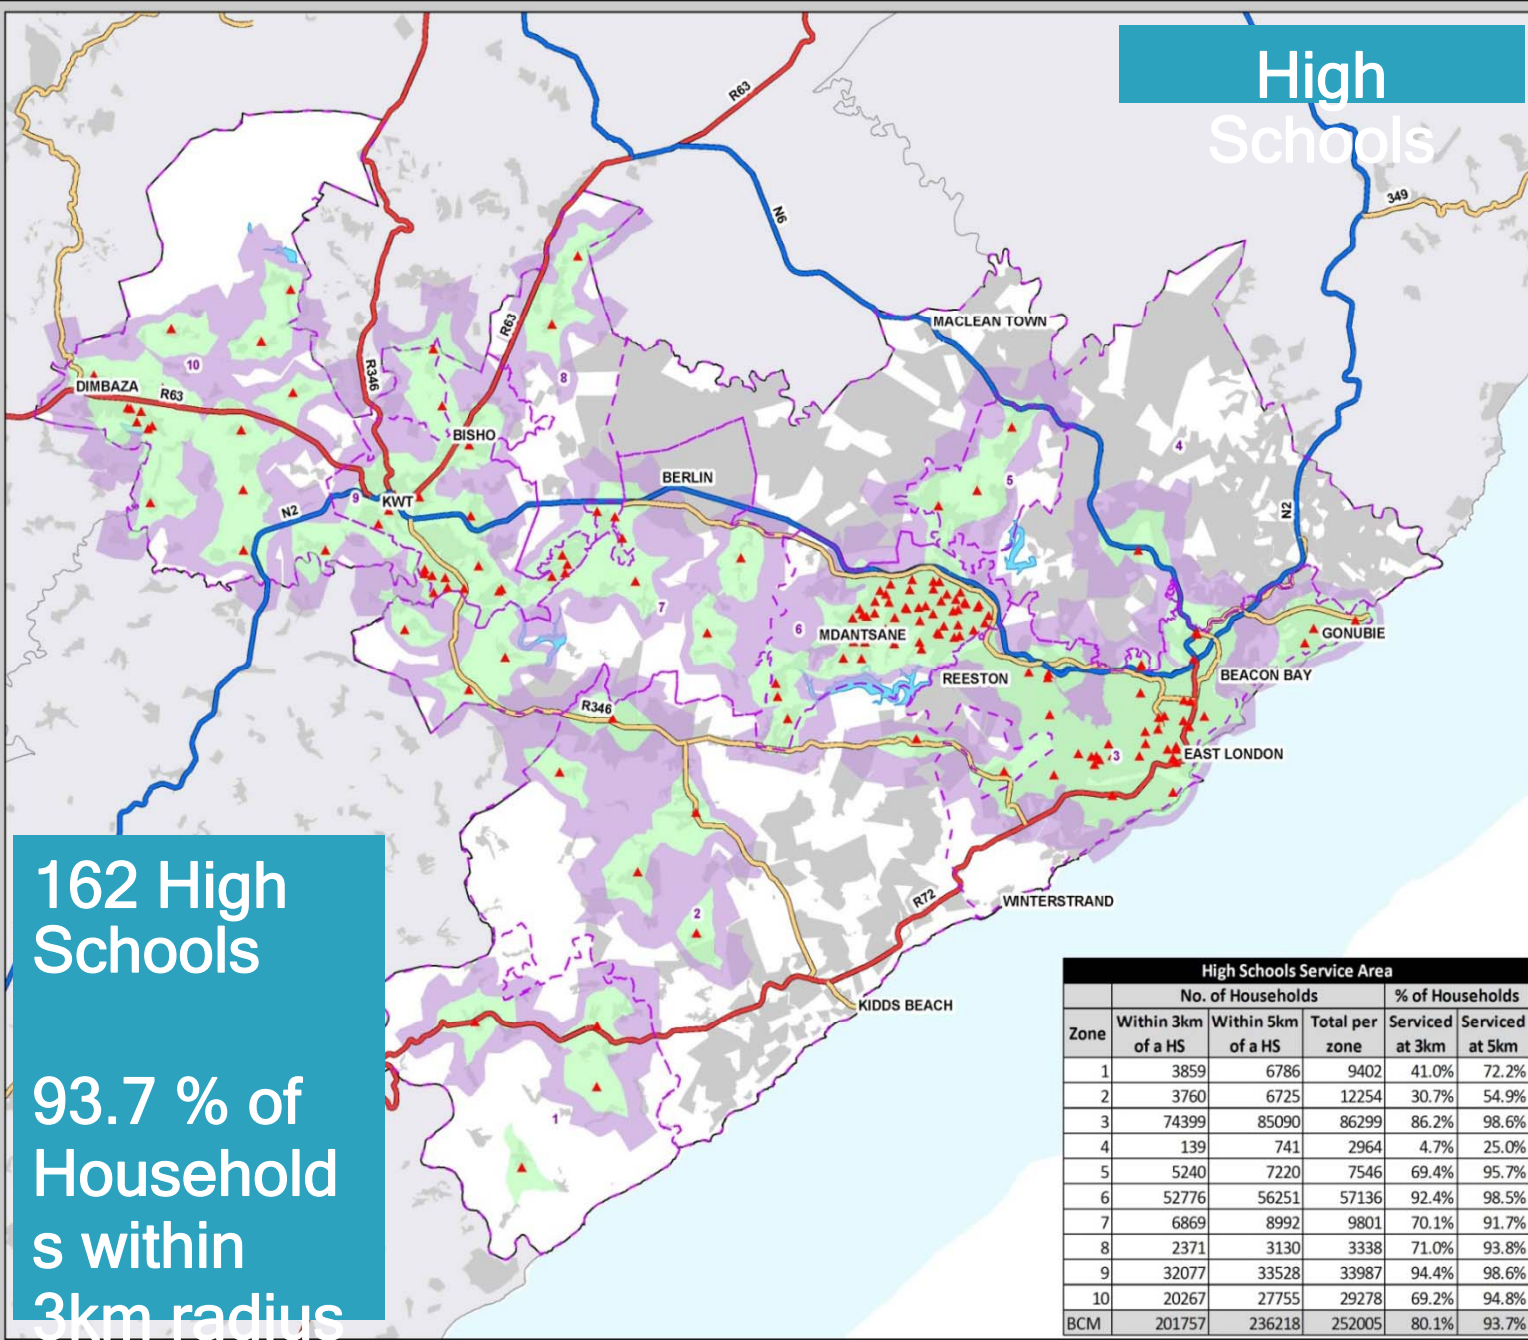 High
Schools
R63
349
N6
MACLEAN TOWN
R63
10
DIMBAZA
R63
R346
8
4
BISHO
5
BERLIN
9
KWT
N2
N2
7
6
MDANTSANE
GONUBIE
REESTON
BEACON BAY
R346
3
EAST LONDON
162 High
Schools
93.7 % of
Household
s within
3km radius
2
R72
WINTERSTRAND
KIDDS BEACH
1
High Schools Service Area
No. of Households % of Households
Zone Within 3km of a HS Within 5km of a HS Total per zone Serviced at 3km Serviced at 5km
1 3859 6786 9402 41.0% 72.2%
2 3760 6725 12254 30.7% 54.9%
3 74399 85090 86299 86.2% 98.6%
4 139 741 2964 4.7% 25.0%
5 5240 7220 7546 69.4% 95.7%
6 52776 56251 57136 92.4% 98.5%
7 6869 8992 9801 70.1% 91.7%
8 2371 3130 3338 71.0% 93.8%
9 32077 33528 33987 94.4% 98.6%
10 20267 27755 29278 69.2% 94.8%
BCM 201757 236218 252005 80.1% 93.7%